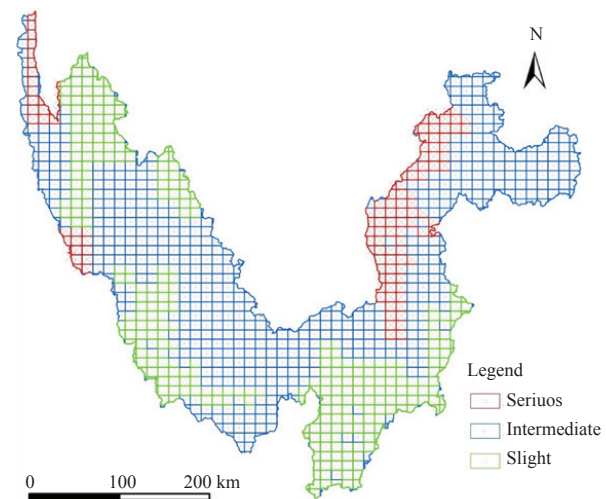 N
Legend
Seriuos
Intermediate
Slight
0 100 200 km